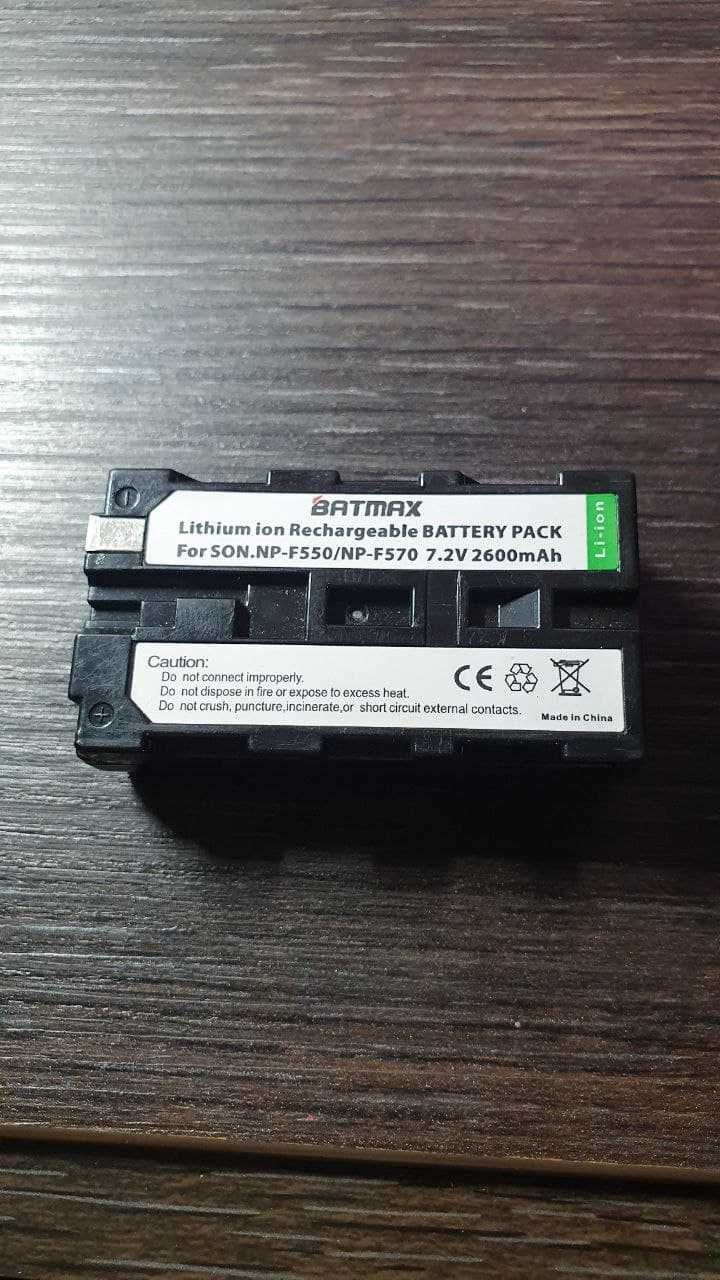 BATMAX
Lithium ion Rechargeable BATTERY PACK
For SON.NP-F550/NP-F570 7.2V 2600mAh
Li-ion
Caution:
Do not connect improperly.
Do not dispose in fire or expose to excess heat.
Do not crush, puncture,incinerate,or short circuit external contacts.
CE
Made in China